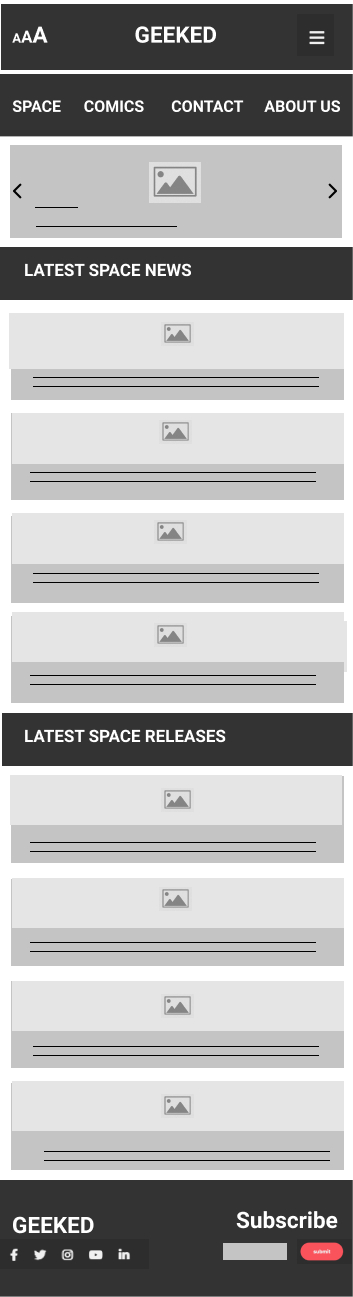 AAA GEEKED
SPACE COMICS CONTACT ABOUT US
LATEST SPACE NEWS
LATEST SPACE RELEASES
GEEKED
Subscribe
submit